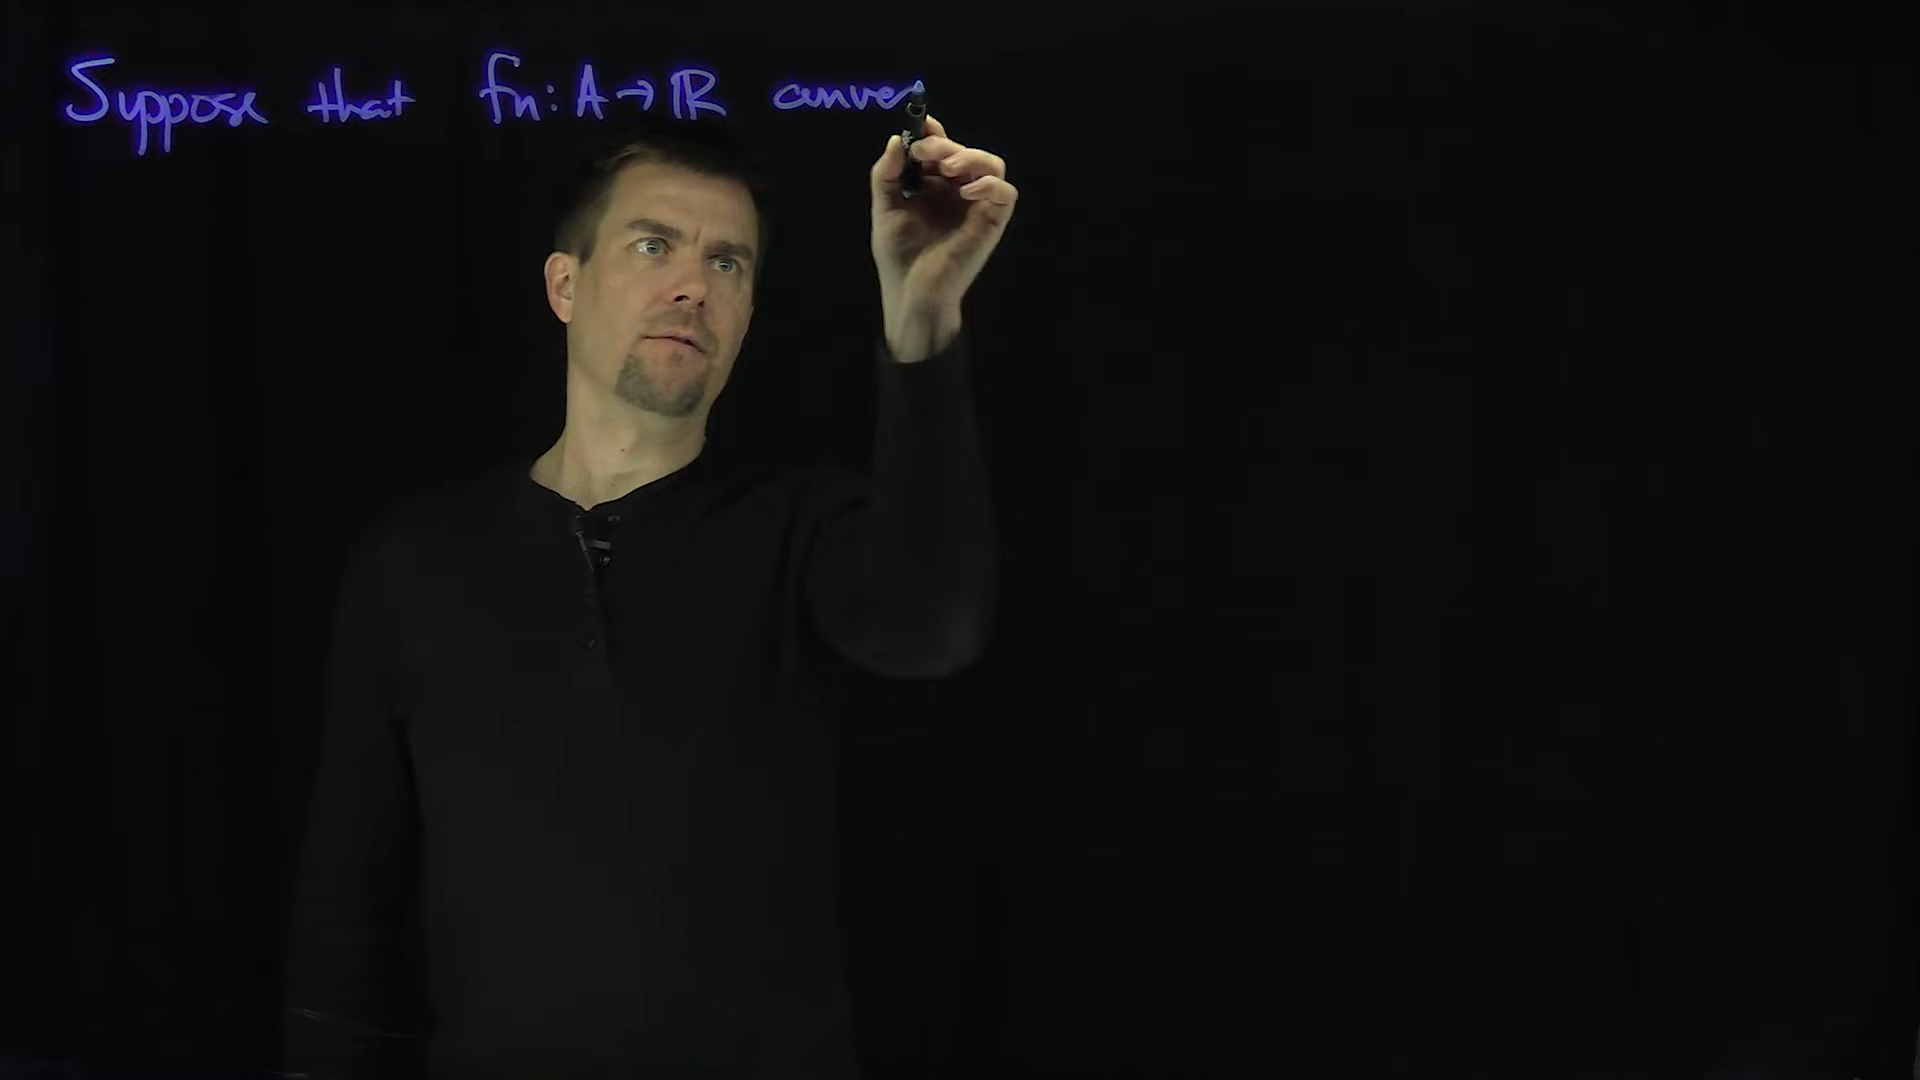 Suppose that fn: A → ℝ conver